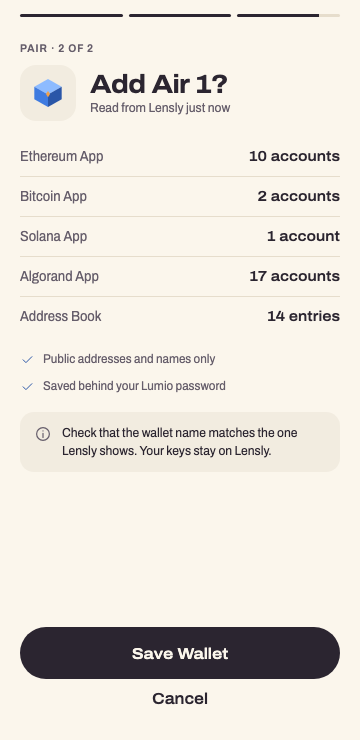 PAIR · 2 OF 2
Add Air 1?
Read from Lensly just now
Ethereum App 10 accounts
Bitcoin App 2 accounts
Solana App 1 account
Algorand App 17 accounts
Address Book 14 entries
Public addresses and names only
Saved behind your Lumio password
Check that the wallet name matches the one
Lensly shows. Your keys stay on Lensly.
Save Wallet
Cancel